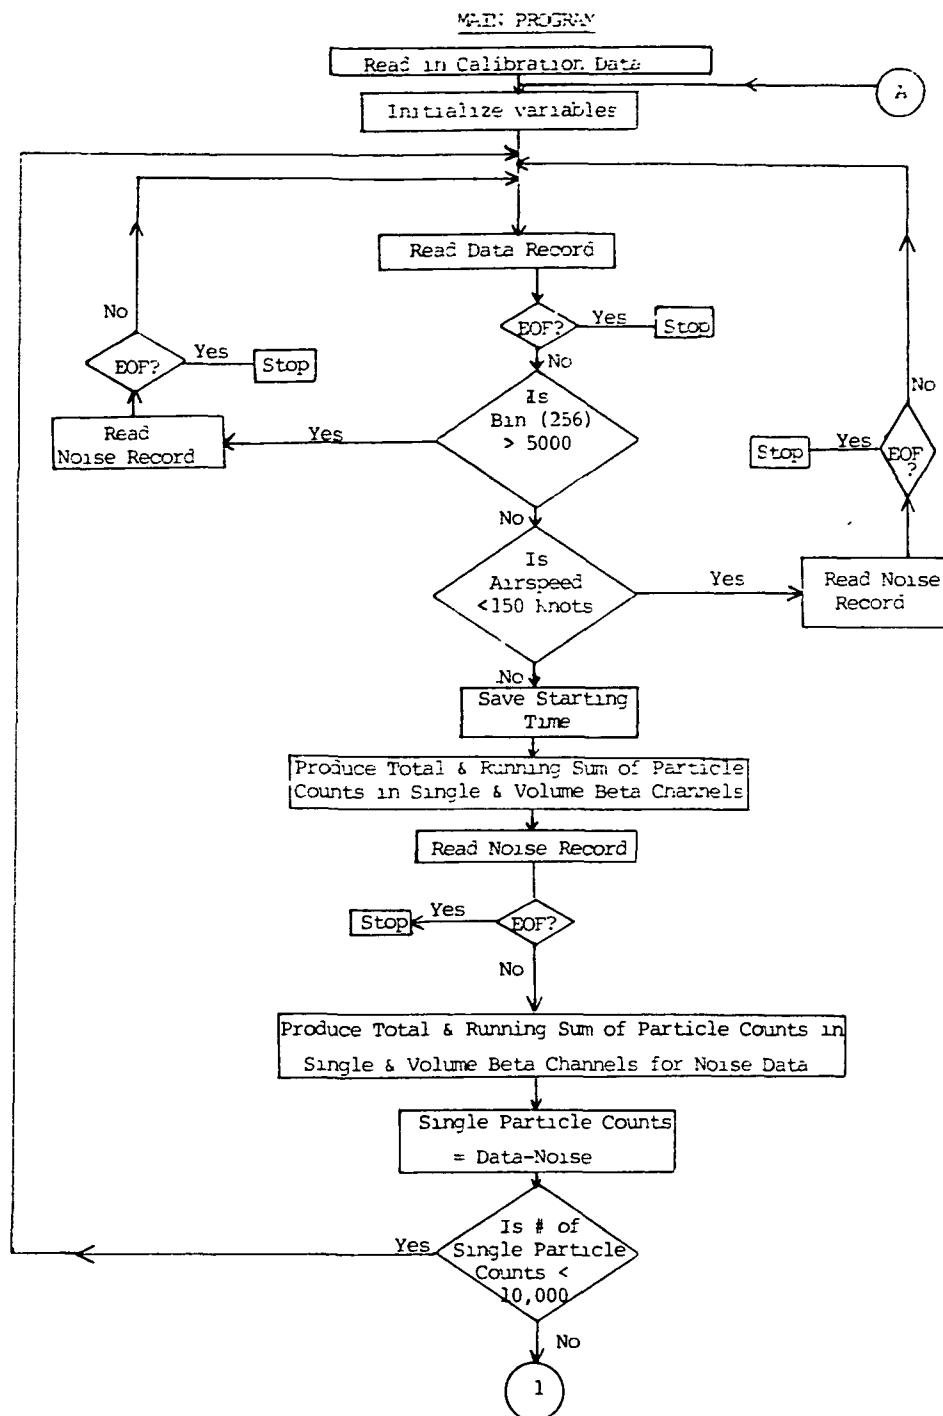 MAIN PROGRAM
Read in Calibration Data
A
Initialize variables
Read Data Record
No
EOF?
Yes
Stop
EOF?
Yes
Stop
No
Is
Bin (256)
> 5000
Yes
Read
Noise Record
No
Stop
Yes
EOF
?
No
Is
Airspeed
<150 knots
Yes
Read Noise
Record
No
Save Starting
Time
Produce Total & Running Sum of Particle
Counts in Single & Volume Beta Channels
Read Noise Record
Stop
Yes
EOF?
No
Produce Total & Running Sum of Particle Counts in
Single & Volume Beta Channels for Noise Data
Single Particle Counts
= Data-Noise
Is # of
Single Particle
Counts <
10,000
Yes
No
1